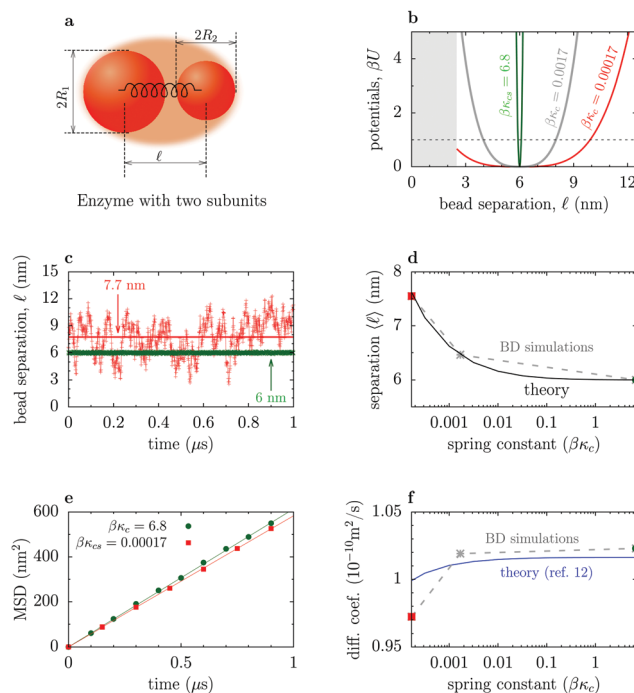 a
2R₂
2R₁
ℓ
Enzyme with two subunits
b
potentials, βU
5
4
3
2
1
0
βκcs = 6.8
βκc = 0.0017
βκc = 0.00017
0 3 6 9 12
bead separation, ℓ (nm)
c
bead separation, ℓ (nm)
15
12
9
6
3
0
7.7 nm
6 nm
0 0.2 0.4 0.6 0.8 1
time (μs)
d
separation ⟨ℓ⟩ (nm)
8
7
6
BD simulations
theory
0.001 0.01 0.1 1
spring constant (βκc)
e
MSD (nm²)
600
400
200
0
βκc = 6.8
βκcs = 0.00017
0 0.5 1
time (μs)
f
diff. coef. (10⁻¹⁰m²/s)
1.05
1
0.95
BD simulations
theory (ref. 12)
0.001 0.01 0.1 1
spring constant (βκc)